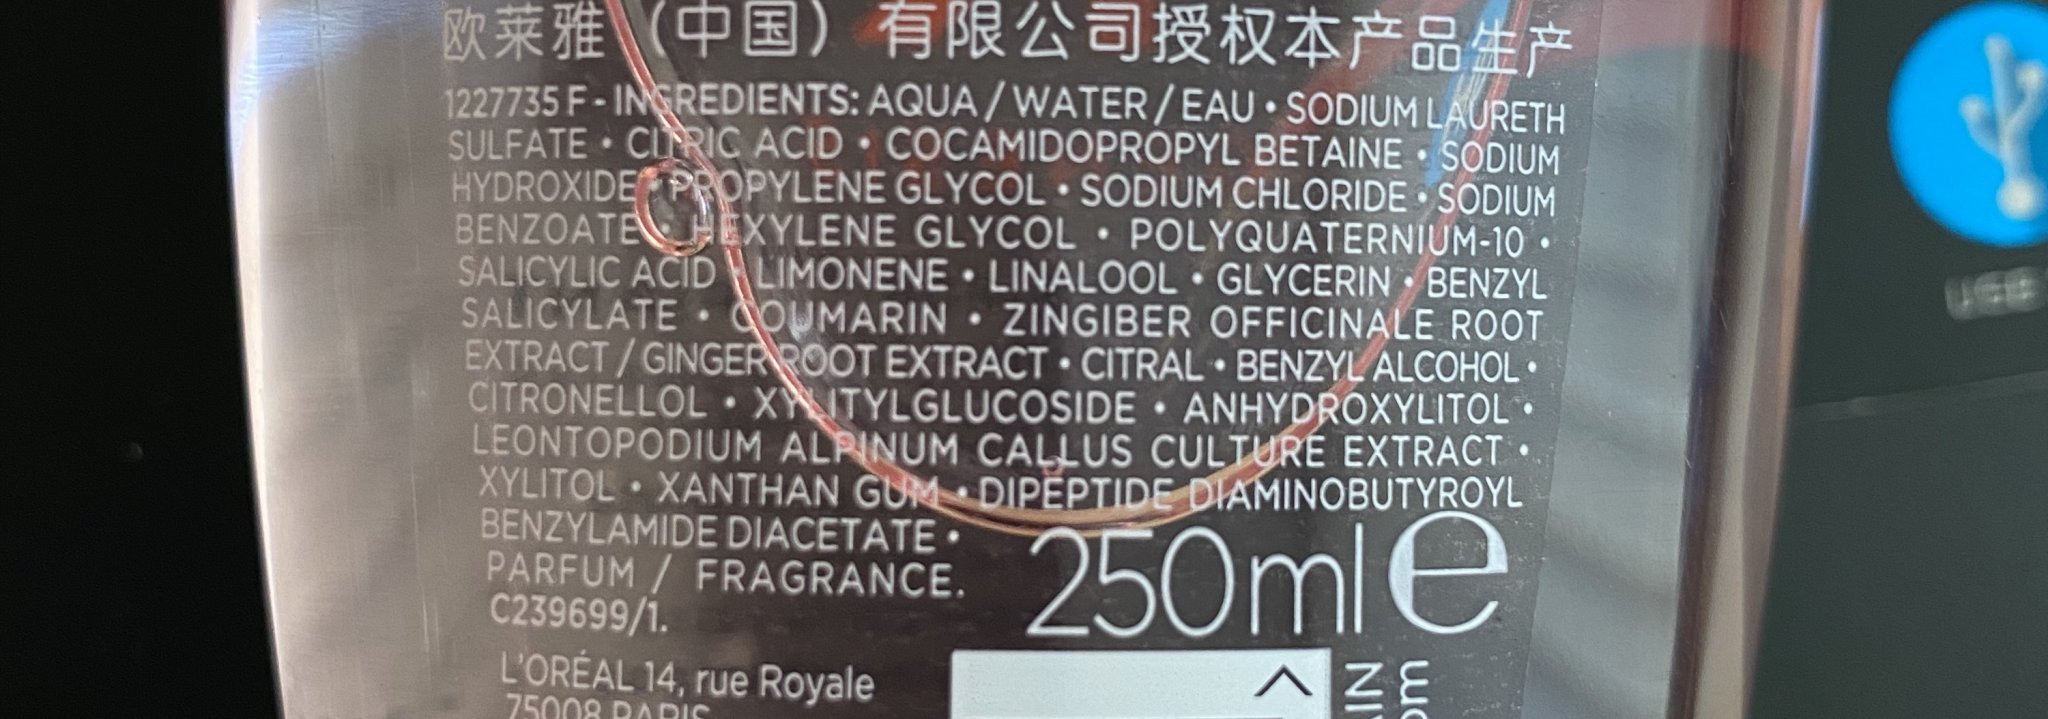 欧莱雅（中国）有限公司授权本产品生产
1227735 F - INGREDIENTS: AQUA / WATER / EAU • SODIUM LAURETH
SULFATE • CITRIC ACID • COCAMIDOPROPYL BETAINE • SODIUM
HYDROXIDE • PROPYLENE GLYCOL • SODIUM CHLORIDE • SODIUM
BENZOATE • HEXYLENE GLYCOL • POLYQUATERNIUM-10 •
SALICYLIC ACID • LIMONENE • LINALOOL • GLYCERIN • BENZYL
SALICYLATE • COUMARIN • ZINGIBER OFFICINALE ROOT
EXTRACT / GINGER ROOT EXTRACT • CITRAL • BENZYL ALCOHOL •
CITRONELLOL • XYLITYLGLUCOSIDE • ANHYDROXYLITOL •
LEONTOPODIUM ALPINUM CALLUS CULTURE EXTRACT •
XYLITOL • XANTHAN GUM • DIPEPTIDE DIAMINOBUTYROYL
BENZYLAMIDE DIACETATE •
PARFUM / FRAGRANCE.
C239699/1.
250ml e
L'ORÉAL 14, rue Royale
75008 PARIS
USB